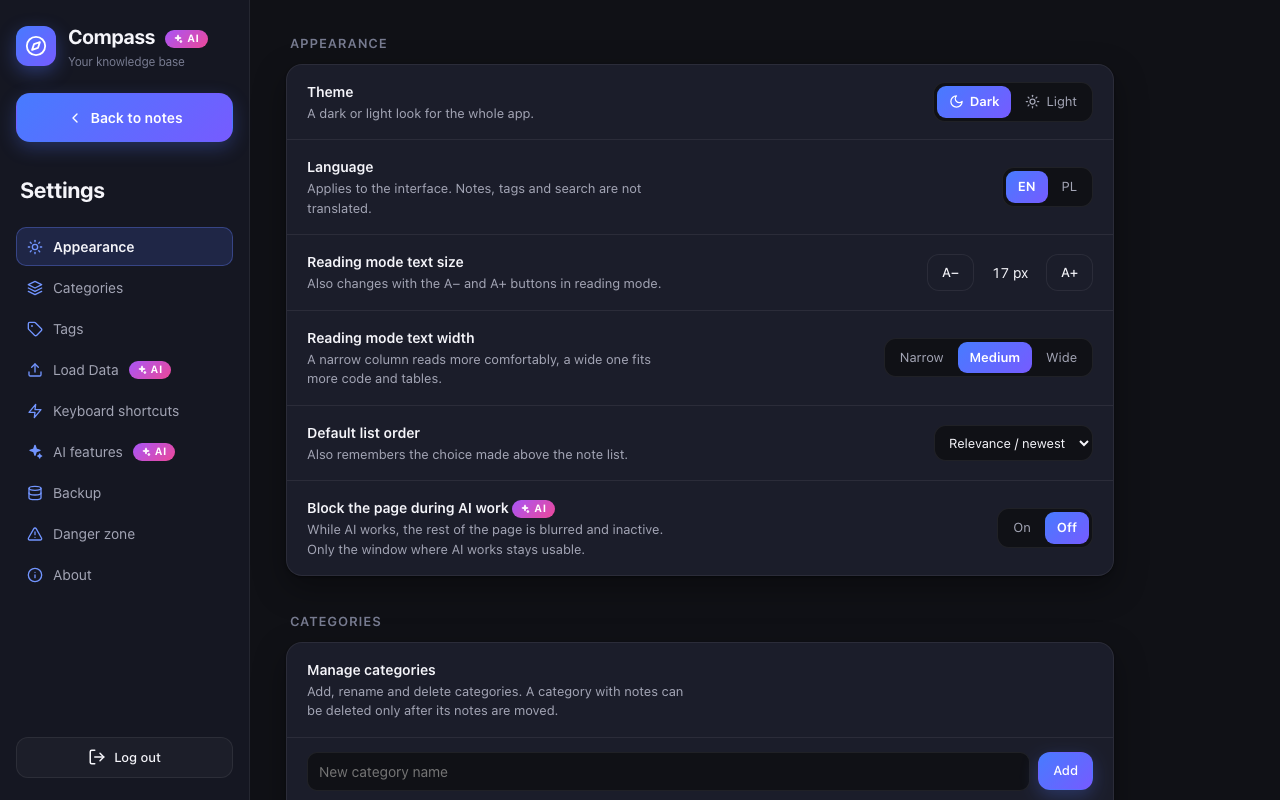 Compass AI
Your knowledge base
Back to notes
Settings
Appearance
Categories
Tags
Load Data AI
Keyboard shortcuts
AI features AI
Backup
Danger zone
About
Log out
APPEARANCE
Theme
A dark or light look for the whole app.
Dark Light
Language
Applies to the interface. Notes, tags and search are not
translated.
EN PL
Reading mode text size
Also changes with the A− and A+ buttons in reading mode.
A− 17 px A+
Reading mode text width
A narrow column reads more comfortably, a wide one fits
more code and tables.
Narrow Medium Wide
Default list order
Also remembers the choice made above the note list.
Relevance / newest
Block the page during AI work AI
While AI works, the rest of the page is blurred and inactive.
Only the window where AI works stays usable.
On Off
CATEGORIES
Manage categories
Add, rename and delete categories. A category with notes can
be deleted only after its notes are moved.
New category name Add